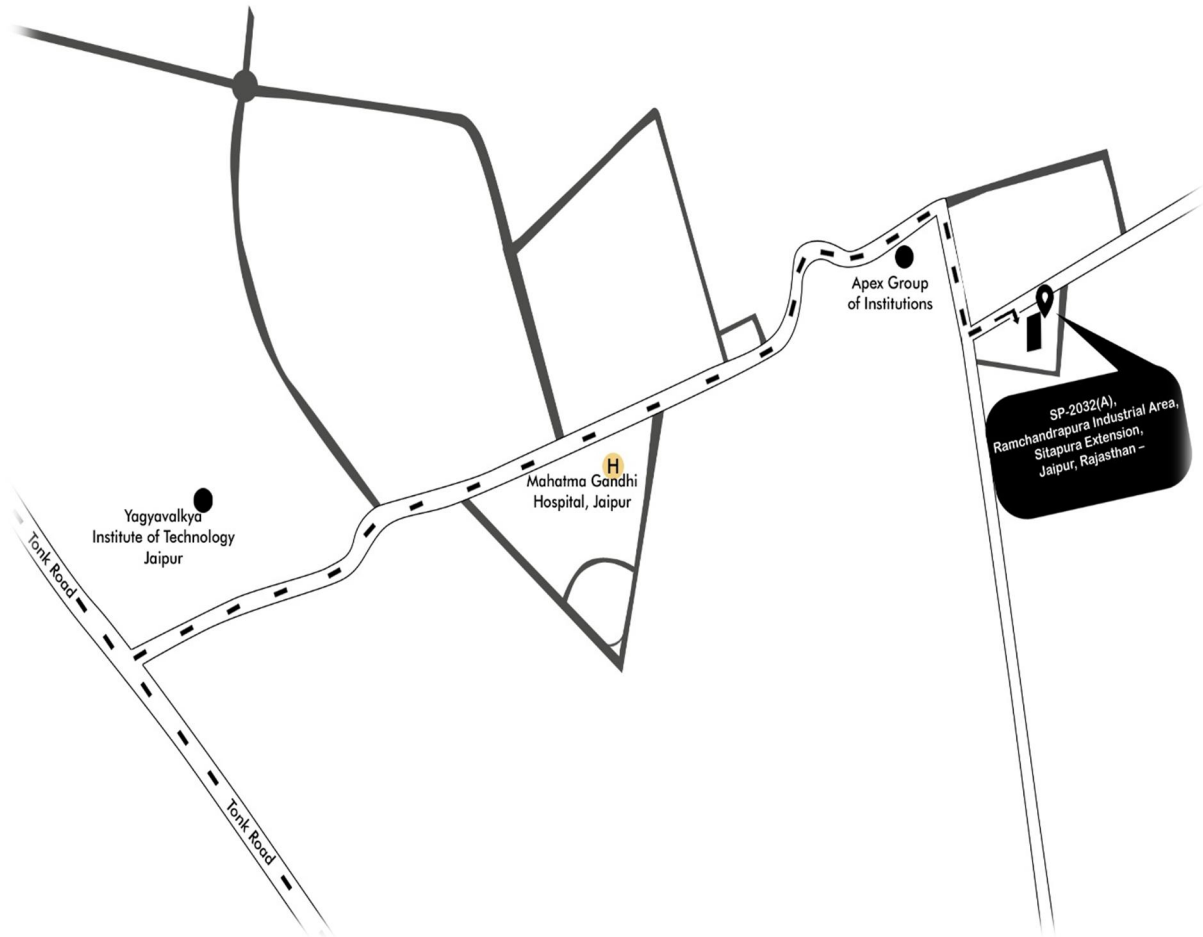 Apex Group
of Institutions
SP-2032(A),
Ramchandrapura Industrial Area,
Sitapura Extension,
Jaipur, Rajasthan –
H
Mahatma Gandhi
Hospital, Jaipur
Yagyavalkya
Institute of Technology
Jaipur
Tonk Road
Tonk Road